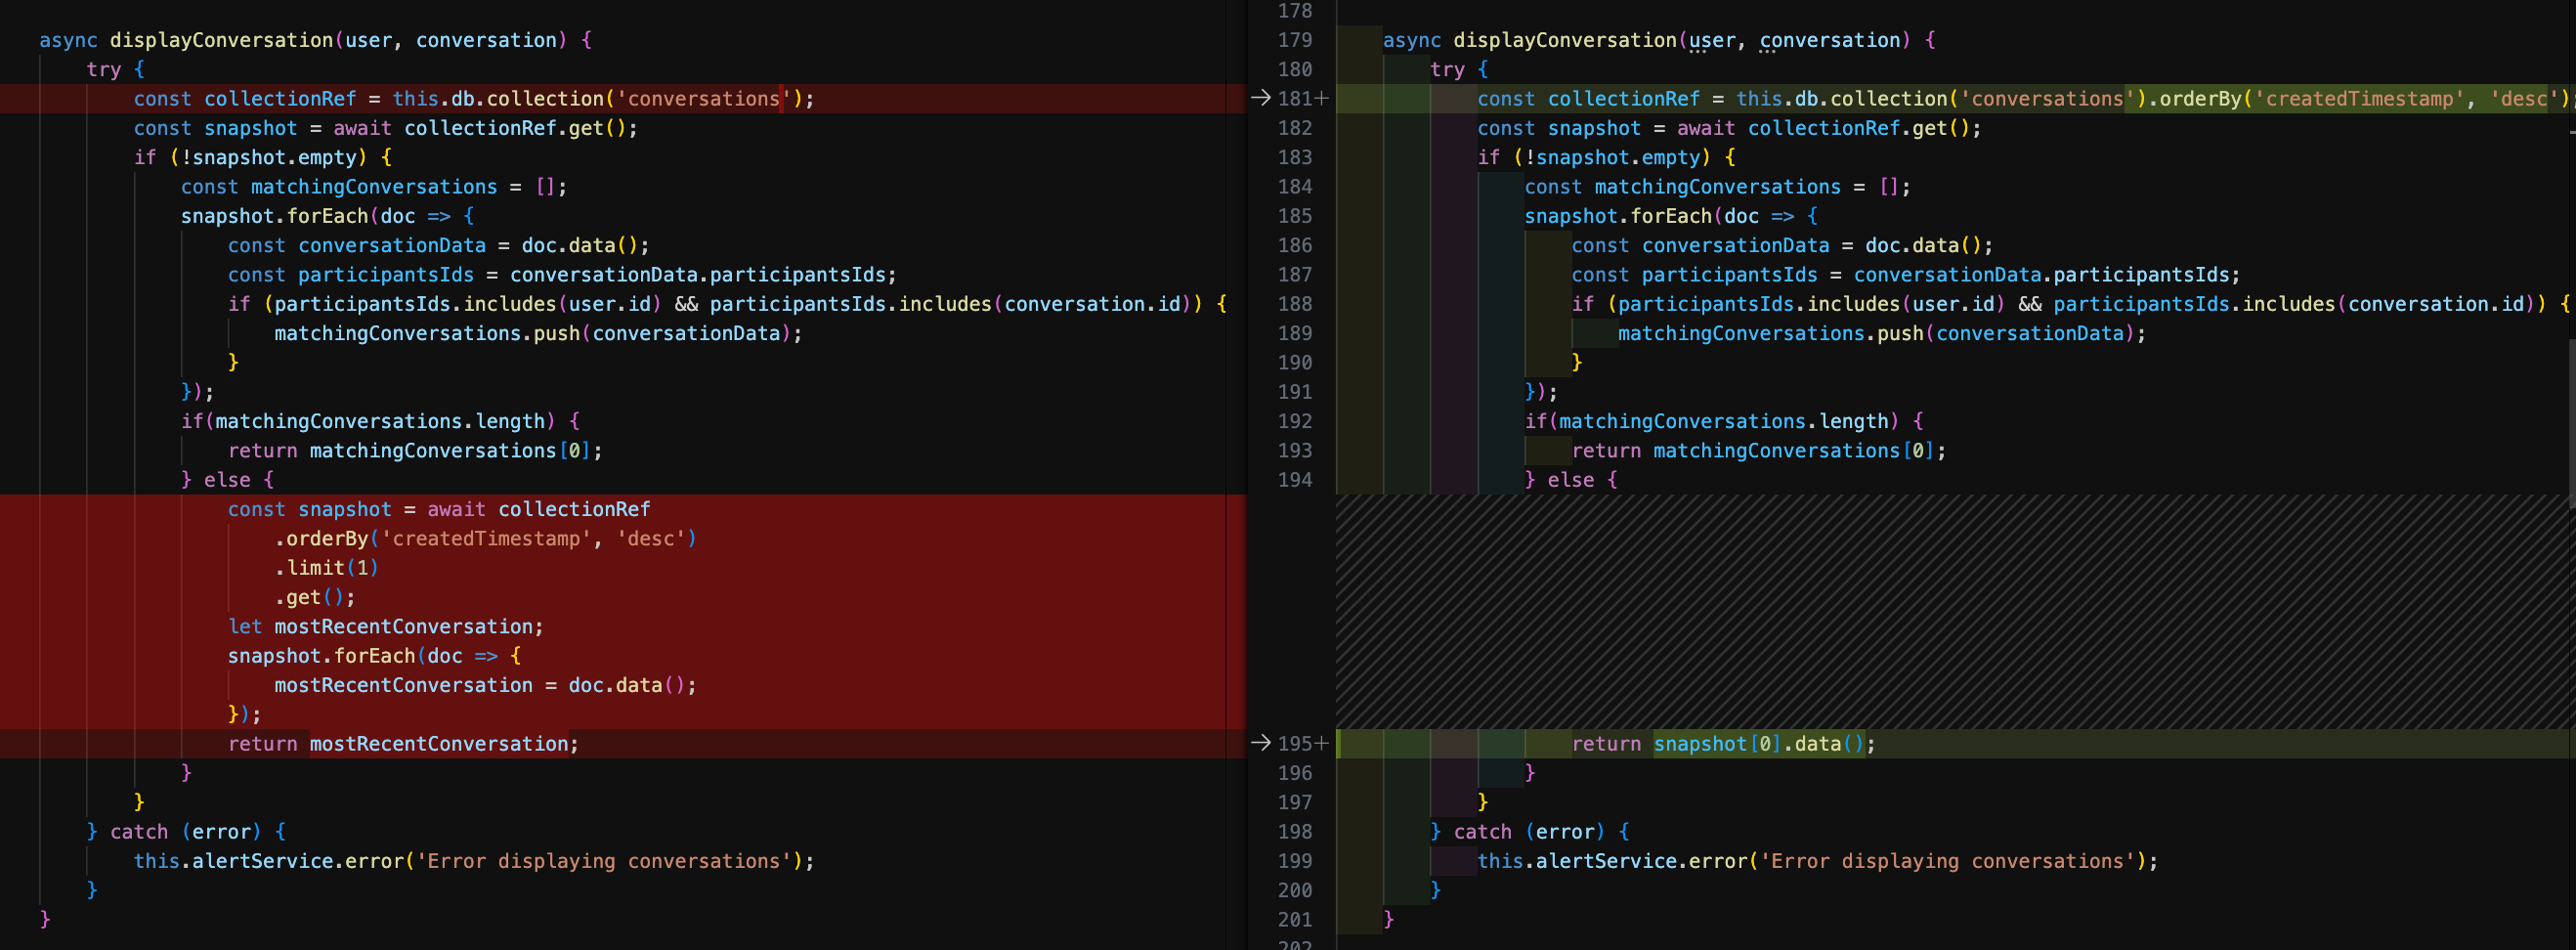 async displayConversation(user, conversation) {
try {
const collectionRef = this.db.collection('conversations');
const snapshot = await collectionRef.get();
if (!snapshot.empty) {
const matchingConversations = [];
snapshot.forEach(doc => {
const conversationData = doc.data();
const participantsIds = conversationData.participantsIds;
if (participantsIds.includes(user.id) && participantsIds.includes(conversation.id)) {
matchingConversations.push(conversationData);
}
});
if(matchingConversations.length) {
return matchingConversations[0];
} else {
const snapshot = await collectionRef
.orderBy('createdTimestamp', 'desc')
.limit(1)
.get();
let mostRecentConversation;
snapshot.forEach(doc => {
mostRecentConversation = doc.data();
});
return mostRecentConversation;
}
}
} catch (error) {
this.alertService.error('Error displaying conversations');
}
}
178
179 async displayConversation(user, conversation) {
180 try {
→ 181+ const collectionRef = this.db.collection('conversations').orderBy('createdTimestamp', 'desc')
182 const snapshot = await collectionRef.get();
183 if (!snapshot.empty) {
184 const matchingConversations = [];
185 snapshot.forEach(doc => {
186 const conversationData = doc.data();
187 const participantsIds = conversationData.participantsIds;
188 if (participantsIds.includes(user.id) && participantsIds.includes(conversation.id)) {
189 matchingConversations.push(conversationData);
190 }
191 });
192 if(matchingConversations.length) {
193 return matchingConversations[0];
194 } else {
→ 195+ return snapshot[0].data();
196 }
197 }
198 } catch (error) {
199 this.alertService.error('Error displaying conversations');
200 }
201 }
202